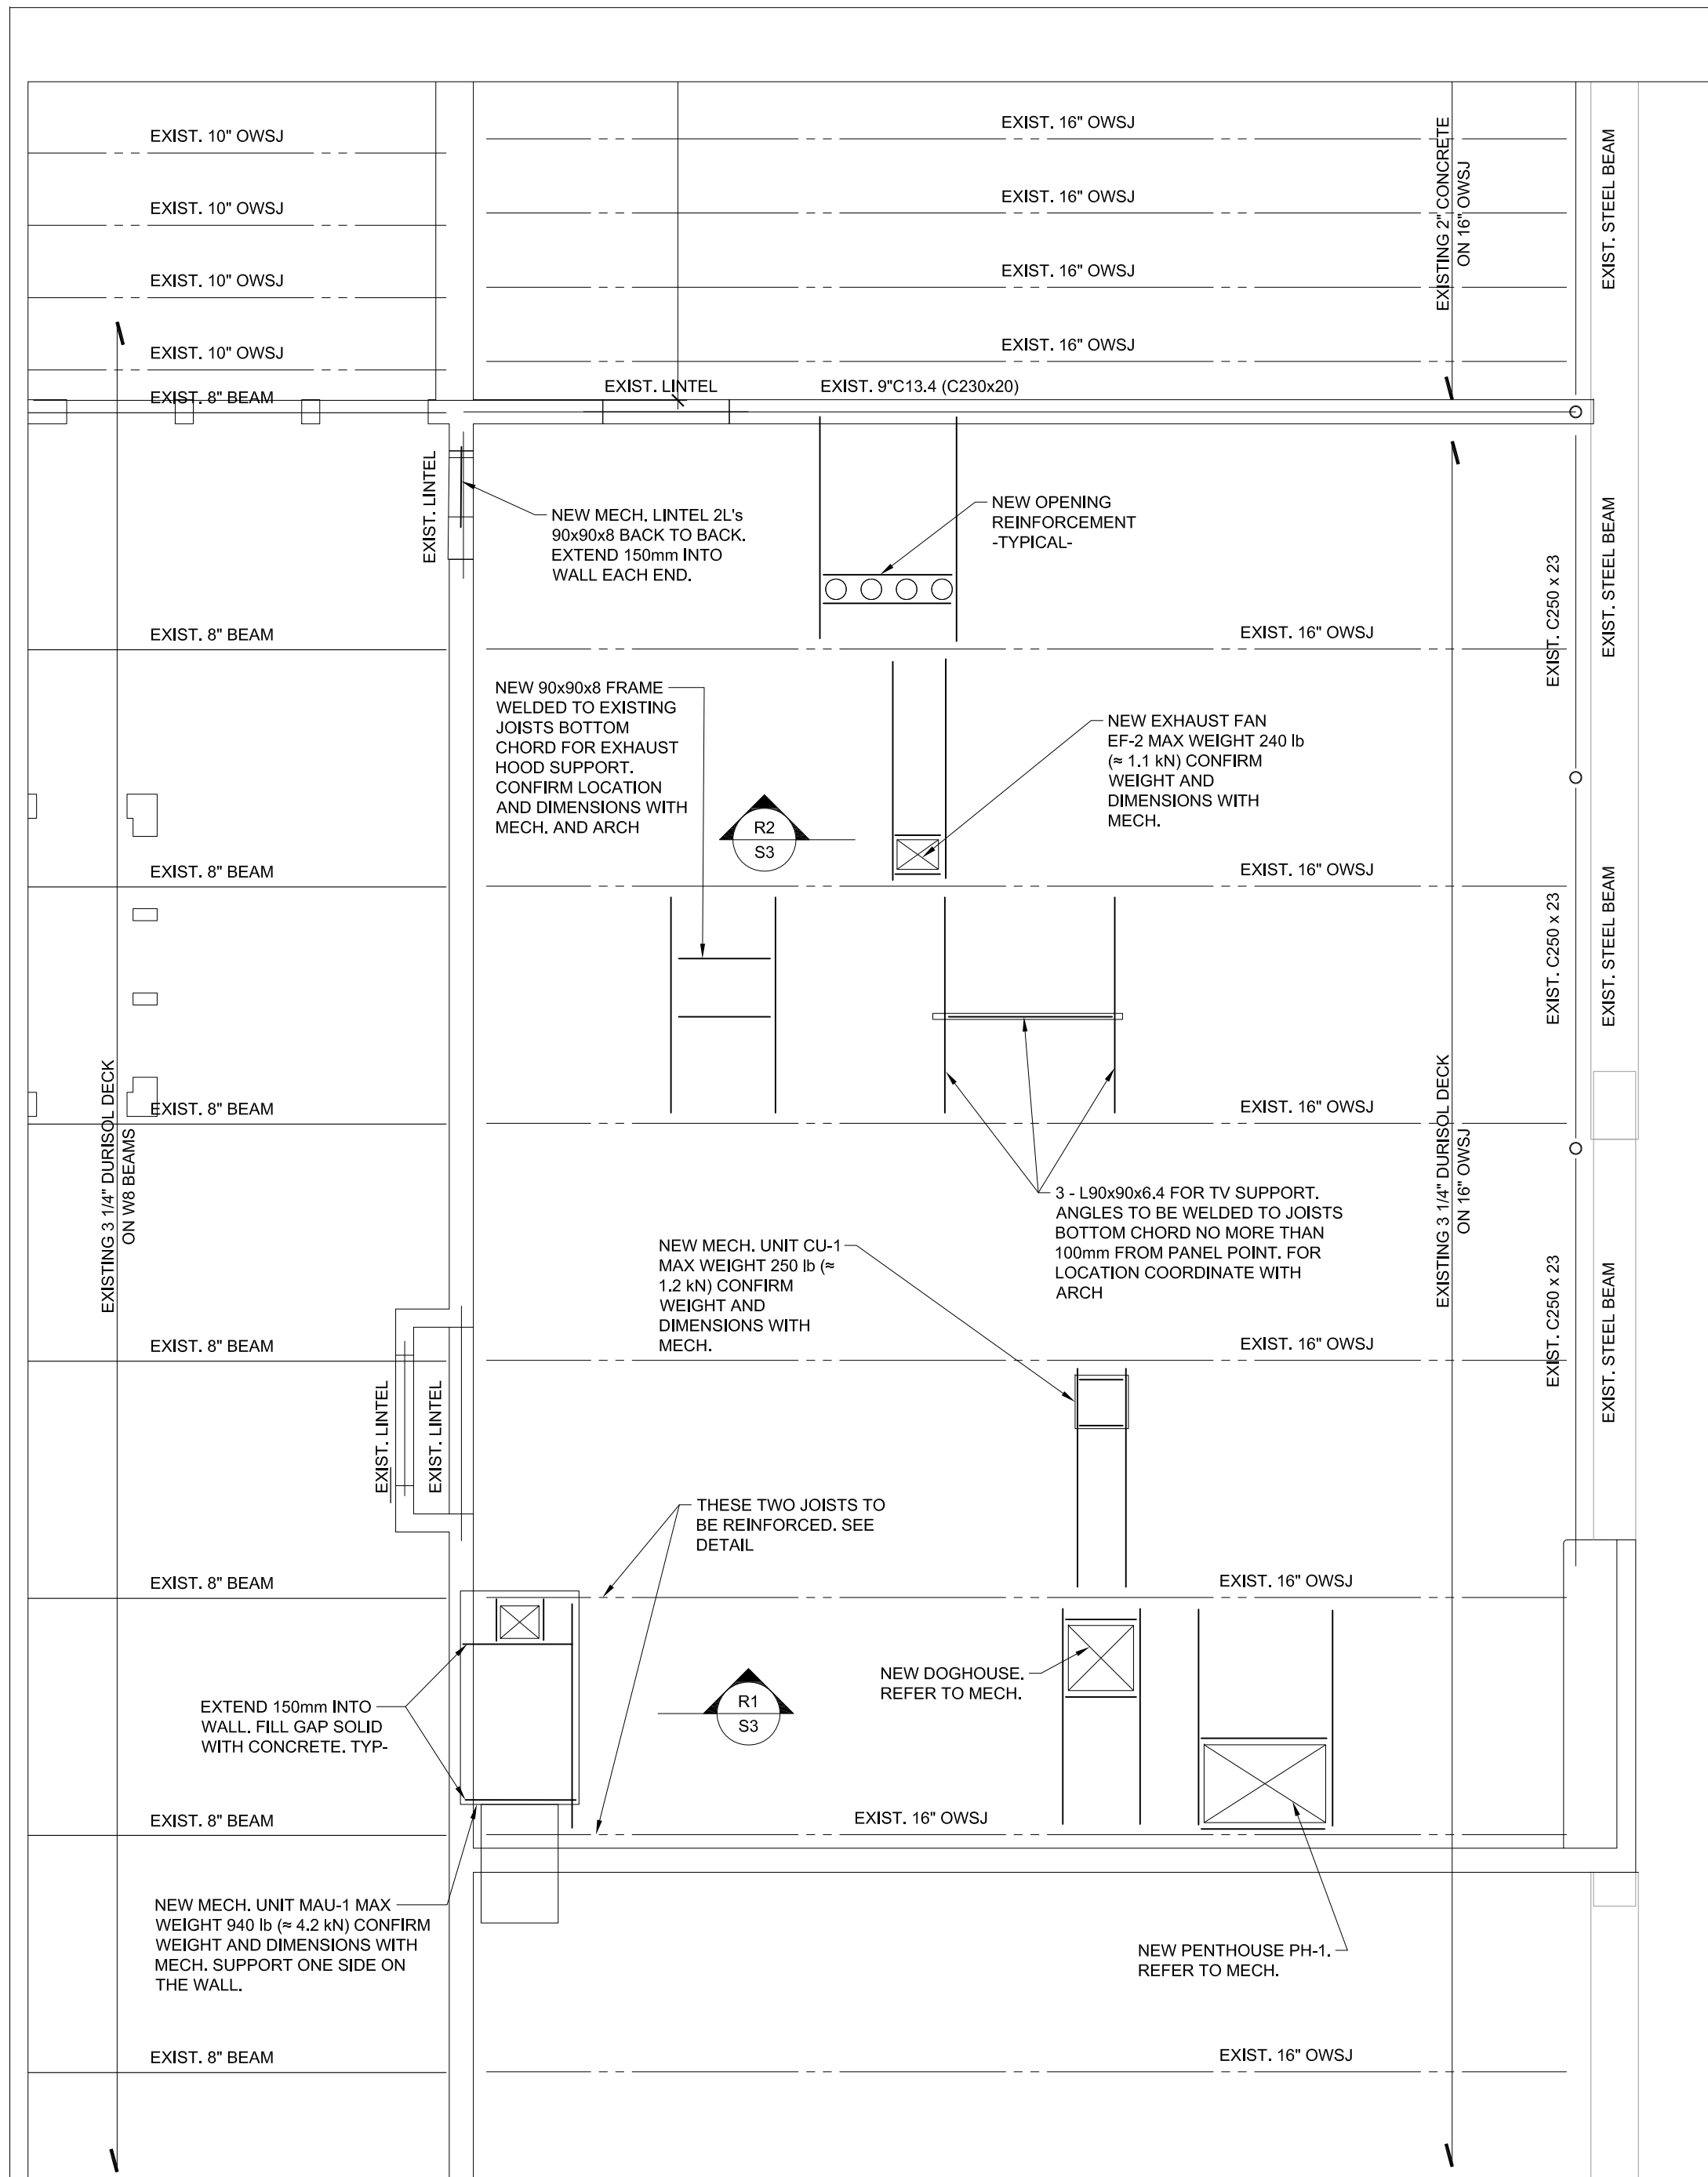 EXIST. 10" OWSJ
EXIST. 10" OWSJ
EXIST. 10" OWSJ
EXIST. 10" OWSJ
EXIST. 8" BEAM
EXIST. 16" OWSJ
EXIST. 16" OWSJ
EXIST. 16" OWSJ
EXIST. 16" OWSJ
EXISTING 2" CONCRETE
ON 16" OWSJ
EXIST. STEEL BEAM
EXIST. LINTEL
EXIST. 9"C13.4 (C230x20)
EXIST. LINTEL
NEW MECH. LINTEL 2L's
90x90x8 BACK TO BACK.
EXTEND 150mm INTO
WALL EACH END.
NEW OPENING
REINFORCEMENT
-TYPICAL-
EXIST. C250 x 23
EXIST. STEEL BEAM
EXIST. 8" BEAM
EXIST. 16" OWSJ
NEW 90x90x8 FRAME
WELDED TO EXISTING
JOISTS BOTTOM
CHORD FOR EXHAUST
HOOD SUPPORT.
CONFIRM LOCATION
AND DIMENSIONS WITH
MECH. AND ARCH
R2
S3
NEW EXHAUST FAN
EF-2 MAX WEIGHT 240 lb
(≈ 1.1 kN) CONFIRM
WEIGHT AND
DIMENSIONS WITH
MECH.
EXIST. 8" BEAM
EXIST. 16" OWSJ
EXIST. C250 x 23
EXIST. STEEL BEAM
EXISTING 3 1/4" DURISOL DECK
ON W8 BEAMS
EXIST. 8" BEAM
EXIST. 16" OWSJ
EXISTING 3 1/4" DURISOL DECK
ON 16" OWSJ
3 - L90x90x6.4 FOR TV SUPPORT.
ANGLES TO BE WELDED TO JOISTS
BOTTOM CHORD NO MORE THAN
100mm FROM PANEL POINT. FOR
LOCATION COORDINATE WITH
ARCH
NEW MECH. UNIT CU-1
MAX WEIGHT 250 lb (≈
1.2 kN) CONFIRM
WEIGHT AND
DIMENSIONS WITH
MECH.
EXIST. 8" BEAM
EXIST. 16" OWSJ
EXIST. C250 x 23
EXIST. STEEL BEAM
EXIST. LINTEL
EXIST. LINTEL
THESE TWO JOISTS TO
BE REINFORCED. SEE
DETAIL
EXIST. 8" BEAM
EXIST. 16" OWSJ
EXTEND 150mm INTO
WALL. FILL GAP SOLID
WITH CONCRETE. TYP-
R1
S3
NEW DOGHOUSE.
REFER TO MECH.
EXIST. 8" BEAM
EXIST. 16" OWSJ
NEW MECH. UNIT MAU-1 MAX
WEIGHT 940 lb (≈ 4.2 kN) CONFIRM
WEIGHT AND DIMENSIONS WITH
MECH. SUPPORT ONE SIDE ON
THE WALL.
NEW PENTHOUSE PH-1.
REFER TO MECH.
EXIST. 8" BEAM
EXIST. 16" OWSJ